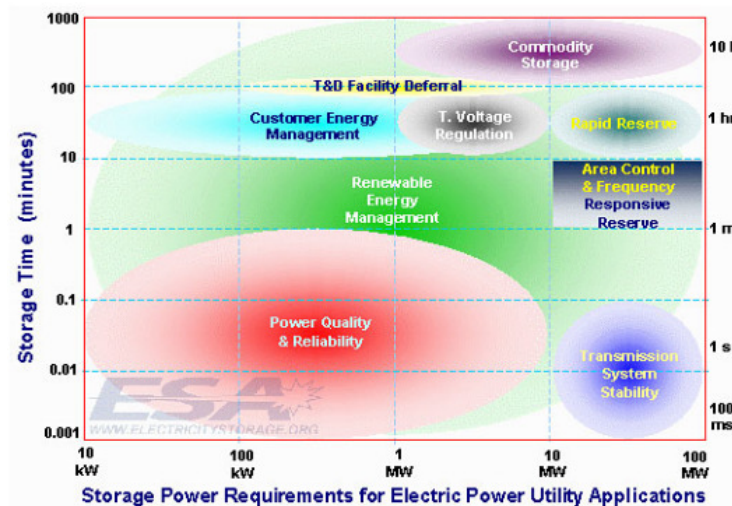 1000
Commodity
Storage
10
100
T&D Facility Deferral
Customer Energy
Management
T. Voltage
Regulation
Rapid Reserve
1 hr
10
Area Control
& Frequency
Responsive
Reserve
Renewable
Energy
Management
1
1 m
0.1
Power Quality
& Reliability
1 s
0.01
Transmission
System
Stability
ESA
WWW.ELECTRICITYSTORAGE.ORG
100
ms
0.001
Storage Time (minutes)
10
kW
100
kW
1
MW
10
MW
100
MW
Storage Power Requirements for Electric Power Utility Applications